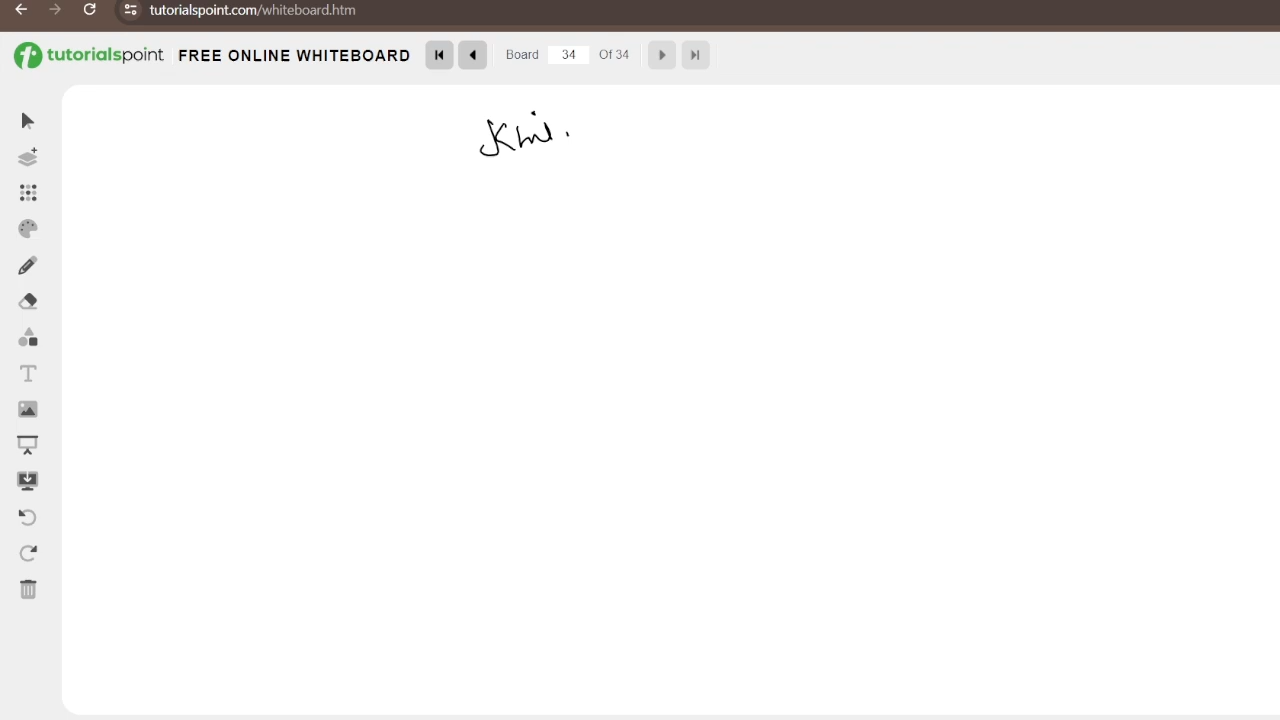 tutorialspoint.com/whiteboard.htm
tutorialspoint FREE ONLINE WHITEBOARD Board 34 Of 34
T